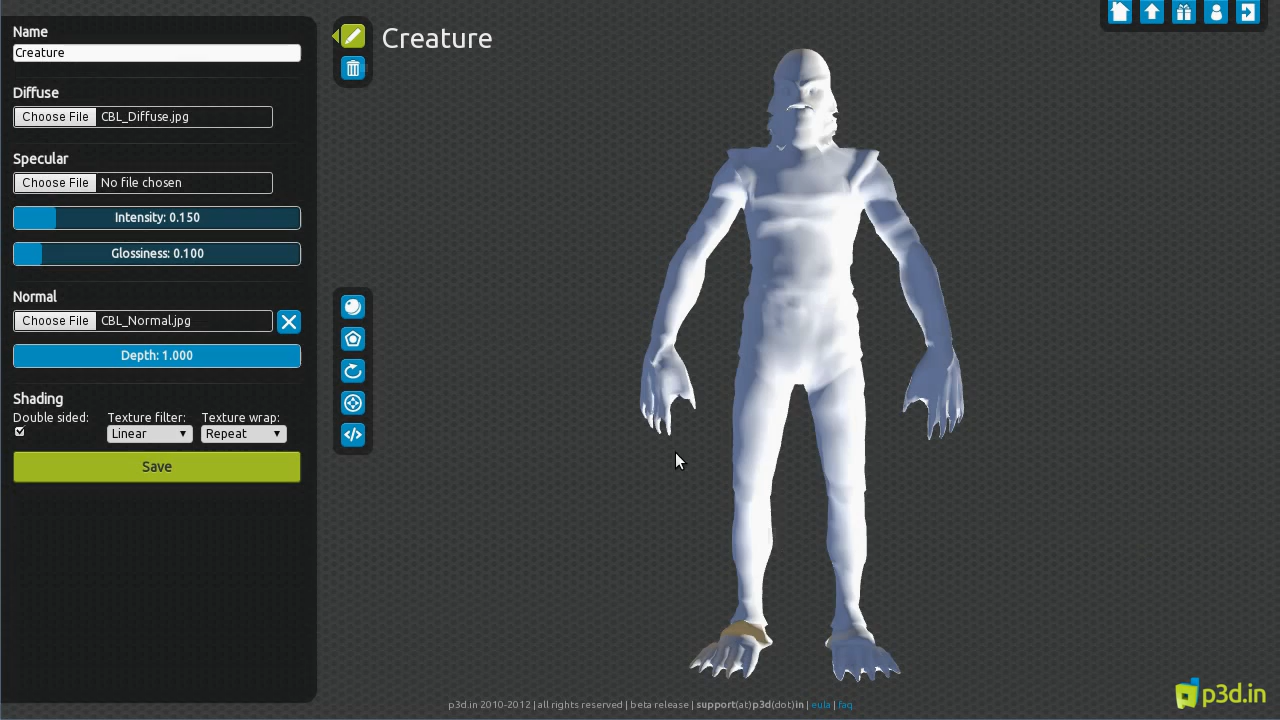 Name
Creature
Creature
Diffuse
Choose File CBL_Diffuse.jpg
Specular
Choose File No file chosen
Intensity: 0.150
Glossiness: 0.100
Normal
Choose File CBL_Normal.jpg
Depth: 1.000
Shading
Double sided: Texture filter: Texture wrap:
Linear Repeat
Save
p3d.in 2010-2012 | all rights reserved | beta release | support(at)p3d(dot)in | eula | faq
p3d.in